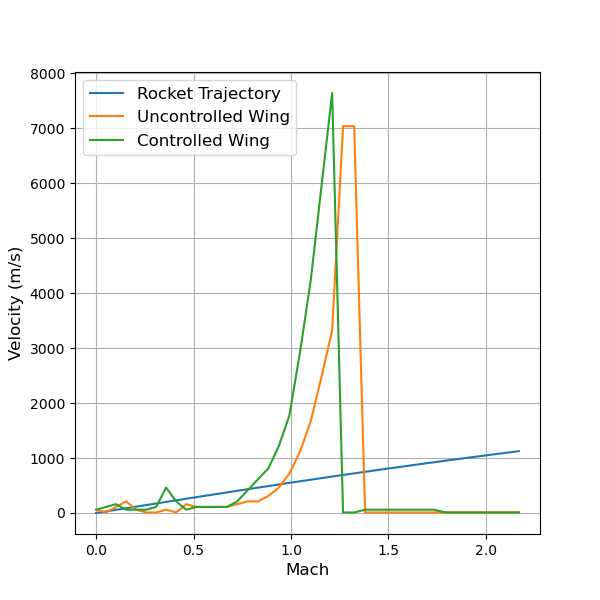 8000
7000
6000
5000
4000
3000
2000
1000
0
Velocity (m/s)
Rocket Trajectory
Uncontrolled Wing
Controlled Wing
0.0 0.5 1.0 1.5 2.0
Mach